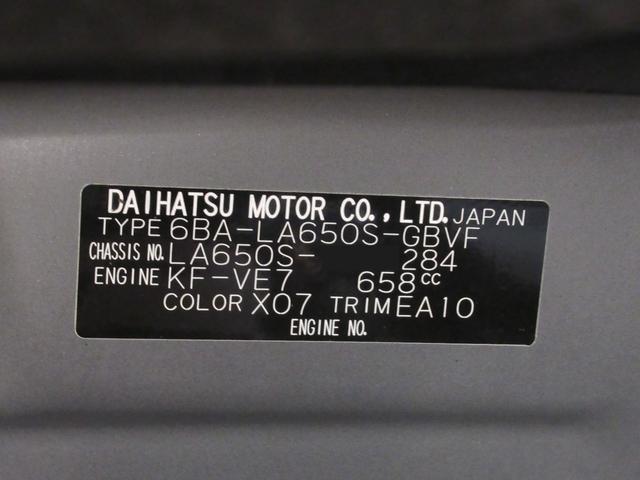 DAIHATSU MOTOR CO., LTD. JAPAN
TYPE 6BA-LA650S-GBVF
CHASSIS NO. LA650S- 284
ENGINE KF-VE7 658cc
COLOR X07 TRIM EA10
ENGINE NO.